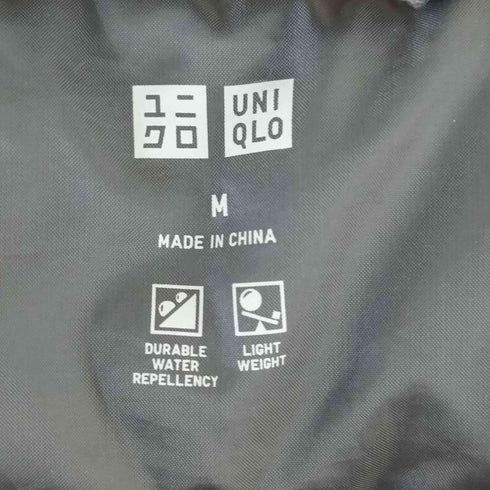 ユニ
クロ
UNI
QLO
M
MADE IN CHINA
DURABLE
WATER
REPELLENCY
LIGHT
WEIGHT